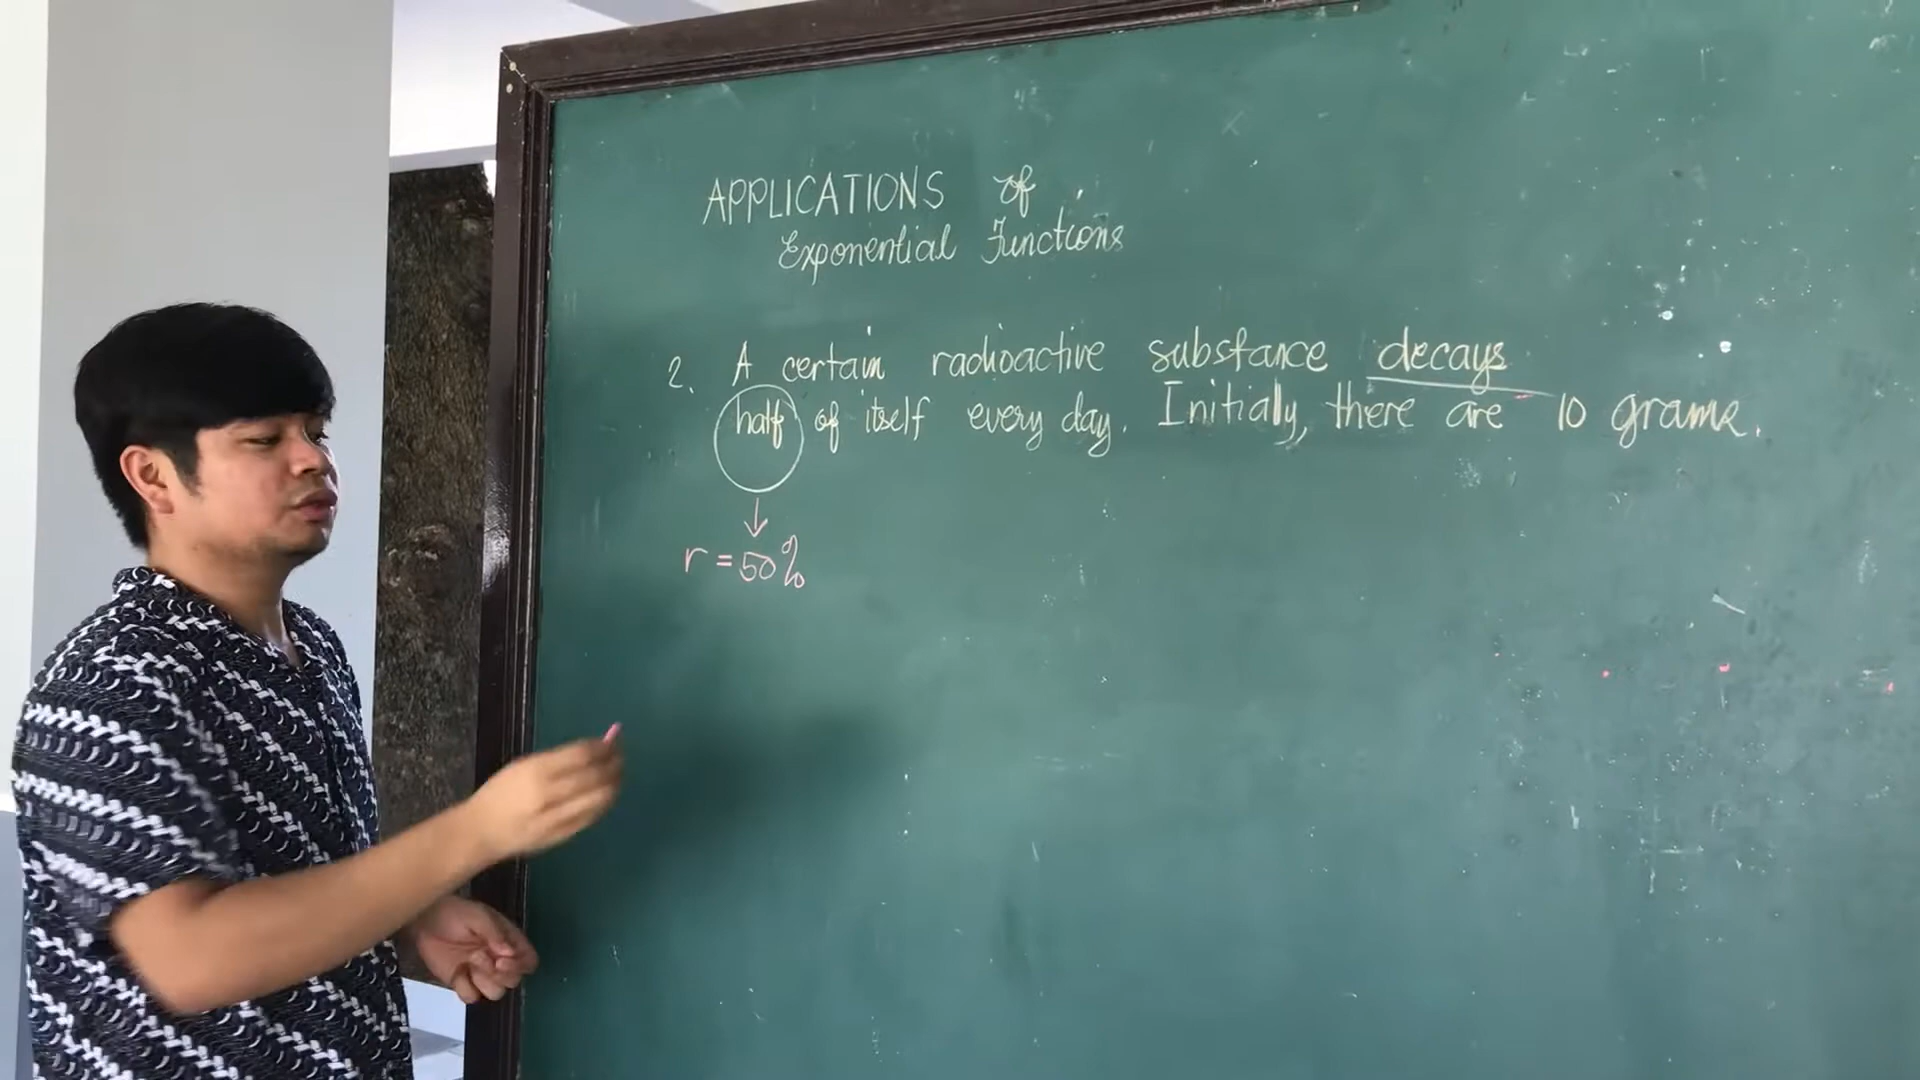 APPLICATIONS of
Exponential Functions
2. A certain radioactive substance decays
half of itself every day. Initially, there are 10 grams.
↓
r = 50%